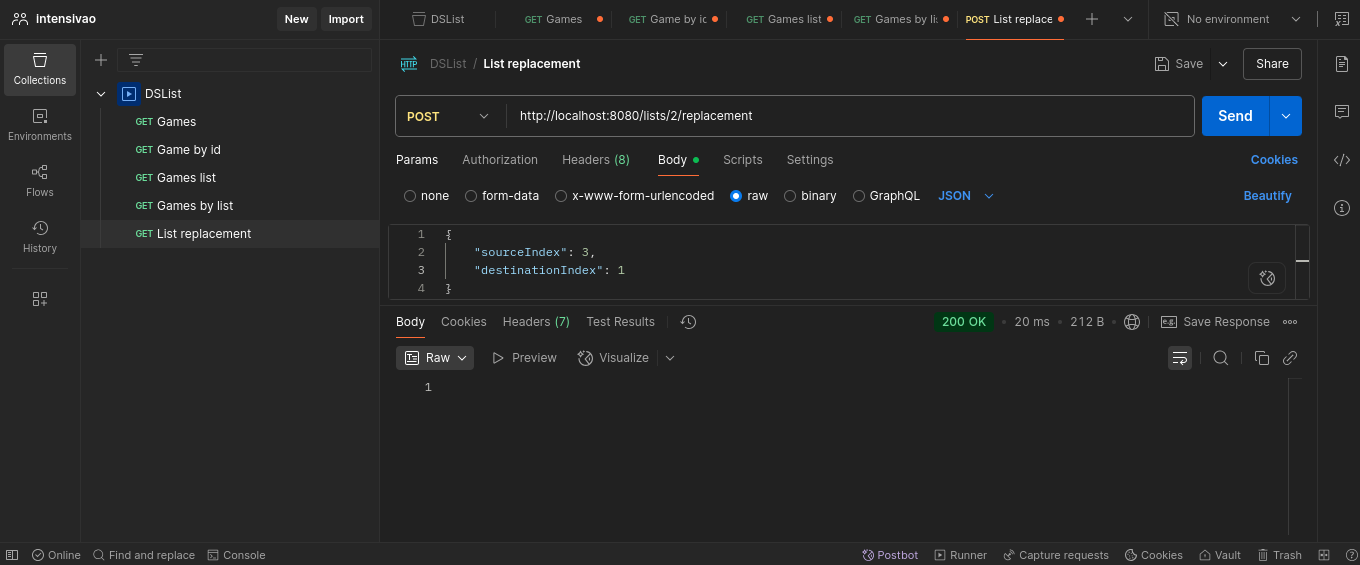 intensivao
New
Import
DSList
GET Games
GET Game by ic
GET Games list
GET Games by li
POST List replace
No environment
Collections
Environments
Flows
History
DSList
GET Games
GET Game by id
GET Games list
GET Games by list
GET List replacement
HTTP DSList / List replacement
Save
Share
POST http://localhost:8080/lists/2/replacement
Send
Params Authorization Headers (8) Body Scripts Settings
Cookies
none form-data x-www-form-urlencoded raw binary GraphQL JSON
Beautify
1 {
2 "sourceIndex": 3,
3 "destinationIndex": 1
4 }
Body Cookies Headers (7) Test Results
200 OK • 20 ms • 212 B
e.g. Save Response
Raw Preview Visualize
1
Online Find and replace Console
Postbot Runner Capture requests Cookies Vault Trash